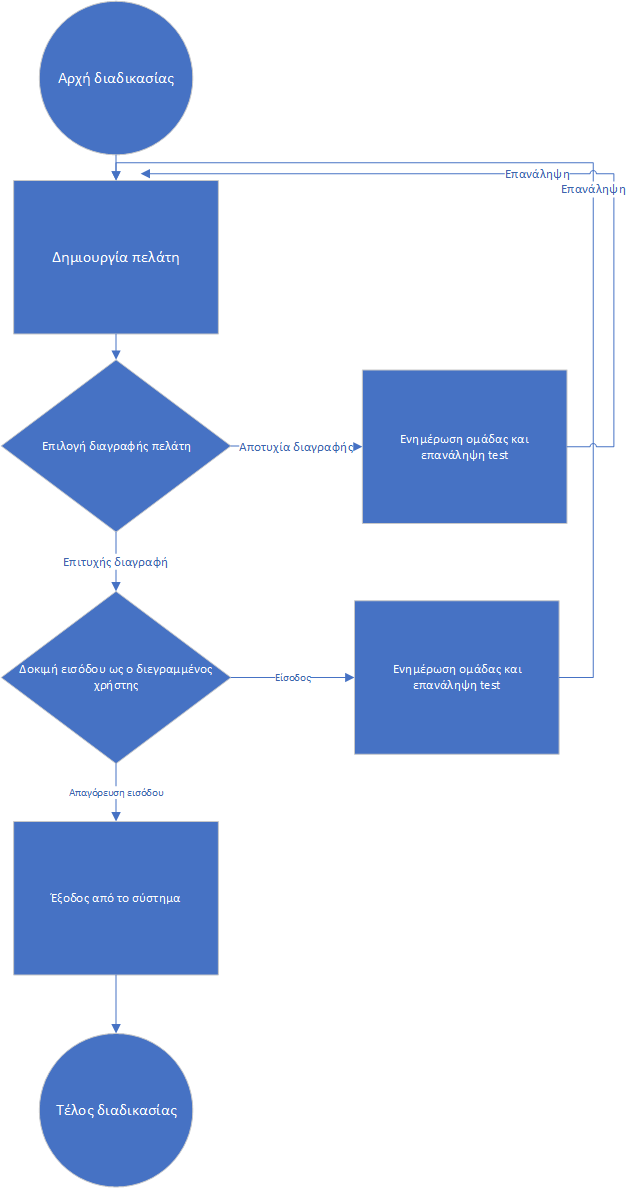 Αρχή διαδικασίας
Επανάληψη
Επανάληψη
Δημιουργία πελάτη
Επιλογή διαγραφής πελάτη
Αποτυχία διαγραφής
Ενημέρωση ομάδας και
επανάληψη test
Επιτυχής διαγραφή
Δοκιμή εισόδου ως ο διεγραμμένος
χρήστης
Είσοδος
Ενημέρωση ομάδας και
επανάληψη test
Απαγόρευση εισόδου
Έξοδος από το σύστημα
Τέλος διαδικασίας